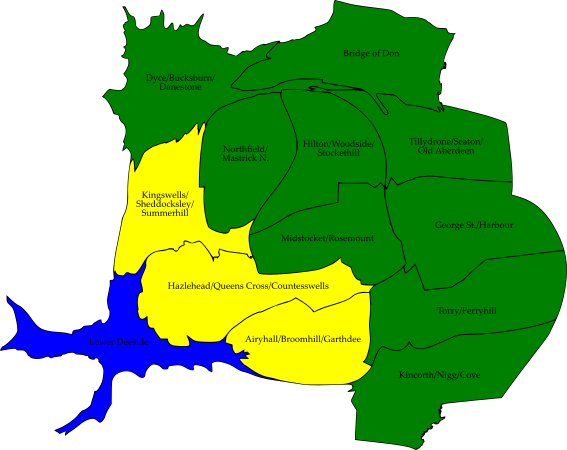 Bridge of Don
Dyce/Bucksburn/
Danestone
Tillydrone/Seaton/
Old Aberdeen
Hilton/Woodside/
Stockethill
Northfield/
Mastrick N.
Kingswells/
Sheddocksley/
Summerhill
George St./Harbour
Midstocket/Rosemount
Hazlehead/Queens Cross/Countesswells
Torry/Ferryhill
Lower Deeside
Airyhall/Broomhill/Garthdee
Kincorth/Nigg/Cove